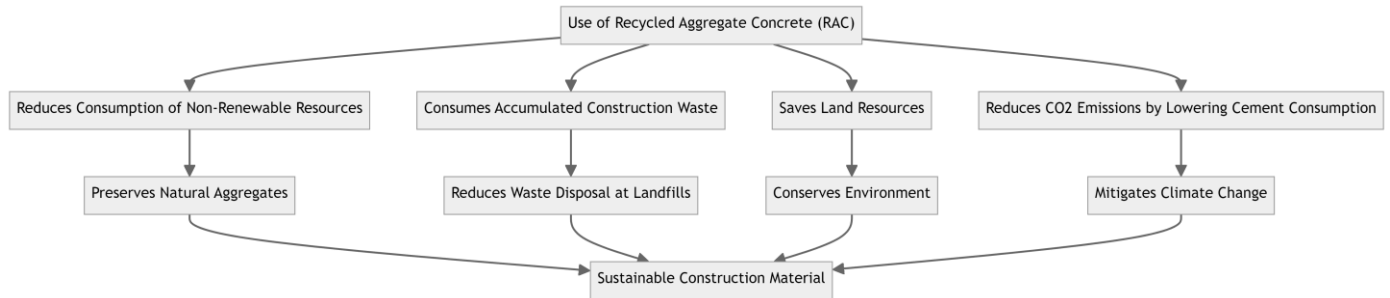 Use of Recycled Aggregate Concrete (RAC)
Reduces Consumption of Non-Renewable Resources
Consumes Accumulated Construction Waste
Saves Land Resources
Reduces CO2 Emissions by Lowering Cement Consumption
Preserves Natural Aggregates
Reduces Waste Disposal at Landfills
Conserves Environment
Mitigates Climate Change
Sustainable Construction Material